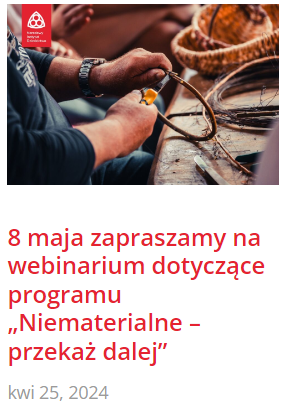 8 maja zapraszamy na
webinarium dotyczące
programu
„Niematerialne –
przekaż dalej”
kwi 25, 2024